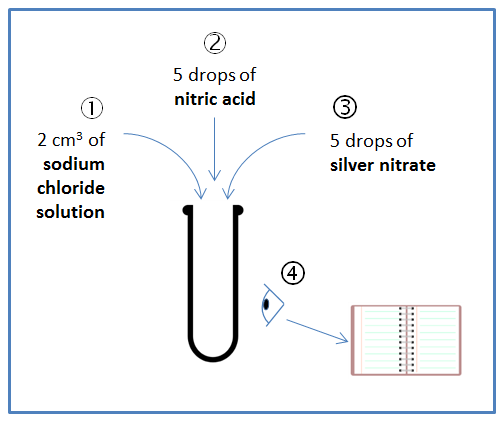 ①
2 cm³ of
sodium
chloride
solution
②
5 drops of
nitric acid
③
5 drops of
silver nitrate
④